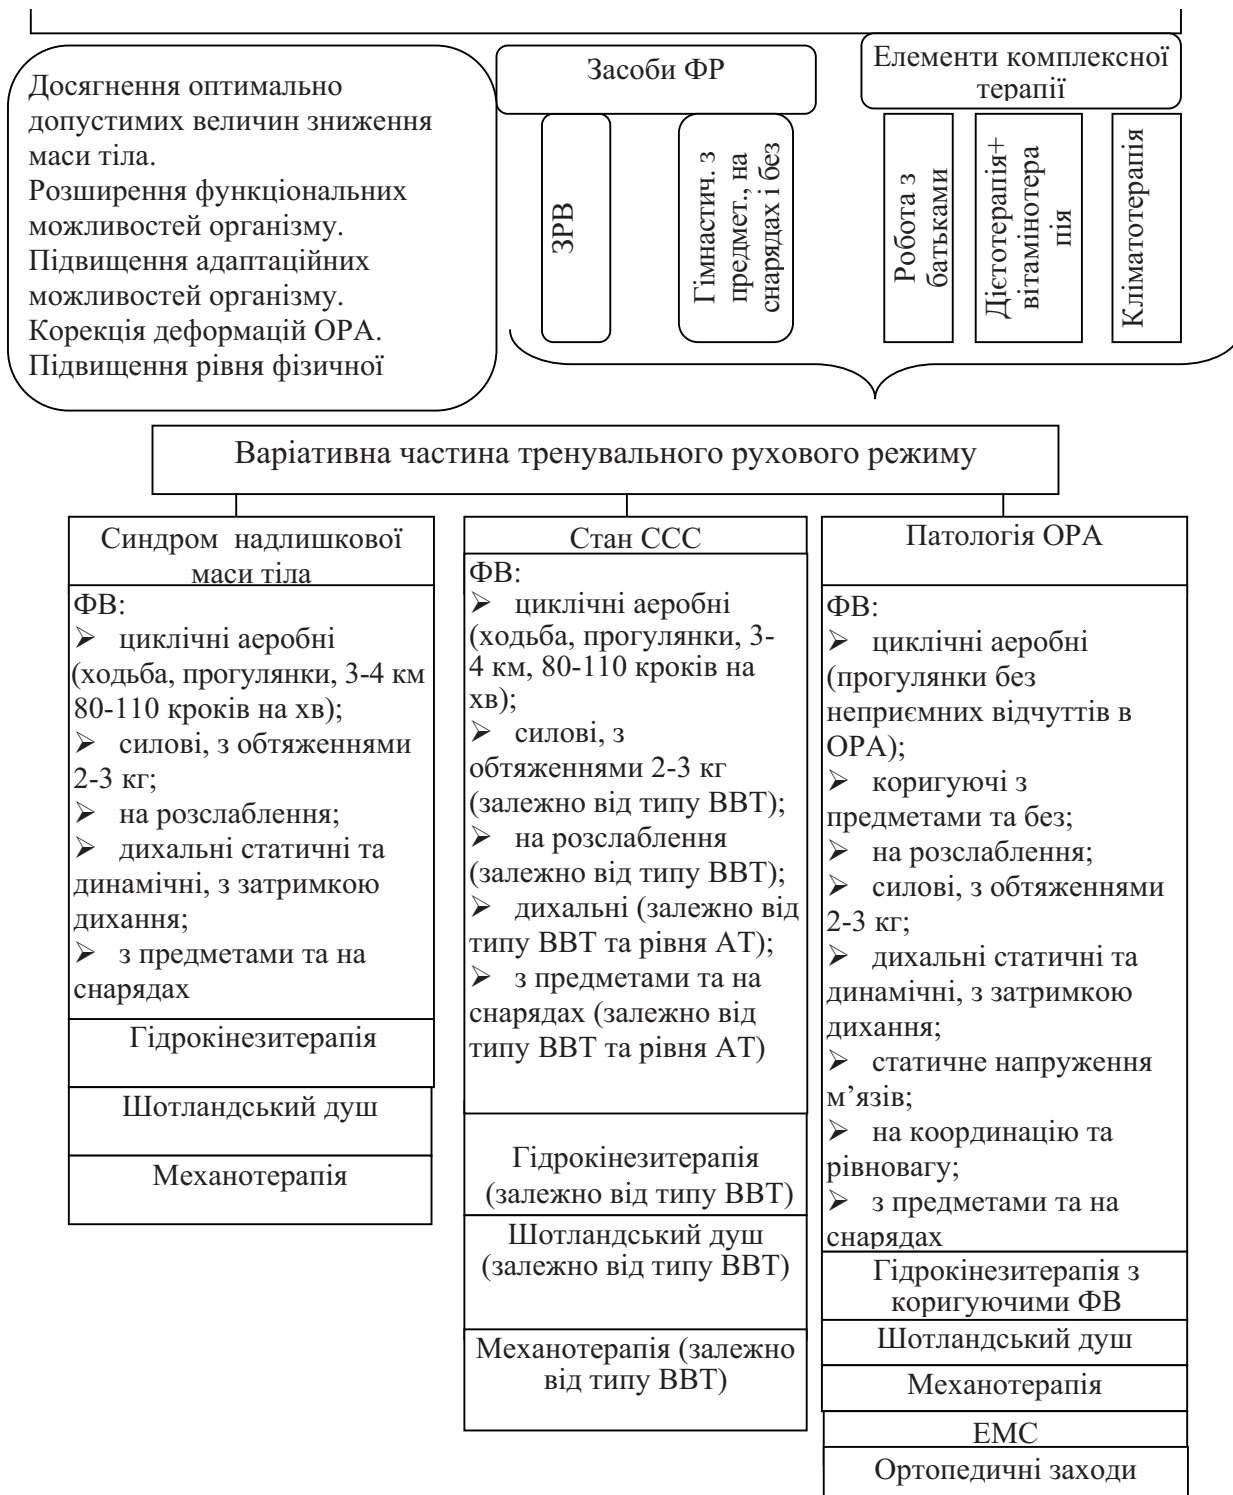 Досягнення оптимально
допустимих величин зниження
маси тіла.
Розширення функціональних
можливостей організму.
Підвищення адаптаційних
можливостей організму.
Корекція деформацій ОРА.
Підвищення рівня фізичної
Засоби ФР
ЗРВ
Гімнастич. з
предмет., на
снарядах і без
Елементи комплексної
терапії
Робота з
батьками
Дієтотерапія+
вітамінотера
пія
Кліматотерапія
Варіативна частина тренувального рухового режиму
Синдром надлишкової
маси тіла
ФВ:
➢ циклічні аеробні
(ходьба, прогулянки, 3-4 км
80-110 кроків на хв);
➢ силові, з обтяженнями
2-3 кг;
➢ на розслаблення;
➢ дихальні статичні та
динамічні, з затримкою
дихання;
➢ з предметами та на
снарядах
Гідрокінезитерапія
Шотландський душ
Механотерапія
Стан ССС
ФВ:
➢ циклічні аеробні
(ходьба, прогулянки, 3-
4 км, 80-110 кроків на
хв);
➢ силові, з
обтяженнями 2-3 кг
(залежно від типу ВВТ);
➢ на розслаблення
(залежно від типу ВВТ);
➢ дихальні (залежно від
типу ВВТ та рівня АТ);
➢ з предметами та на
снарядах (залежно від
типу ВВТ та рівня АТ)
Гідрокінезитерапія
(залежно від типу ВВТ)
Шотландський душ
(залежно від типу ВВТ)
Механотерапія (залежно
від типу ВВТ)
Патологія ОРА
ФВ:
➢ циклічні аеробні
(прогулянки без
неприємних відчуттів в
ОРА);
➢ коригуючі з
предметами та без;
➢ на розслаблення;
➢ силові, з обтяженнями
2-3 кг;
➢ дихальні статичні та
динамічні, з затримкою
дихання;
➢ статичне напруження
м’язів;
➢ на координацію та
рівновагу;
➢ з предметами та на
снарядах
Гідрокінезитерапія з
коригуючими ФВ
Шотландський душ
Механотерапія
ЕМС
Ортопедичні заходи